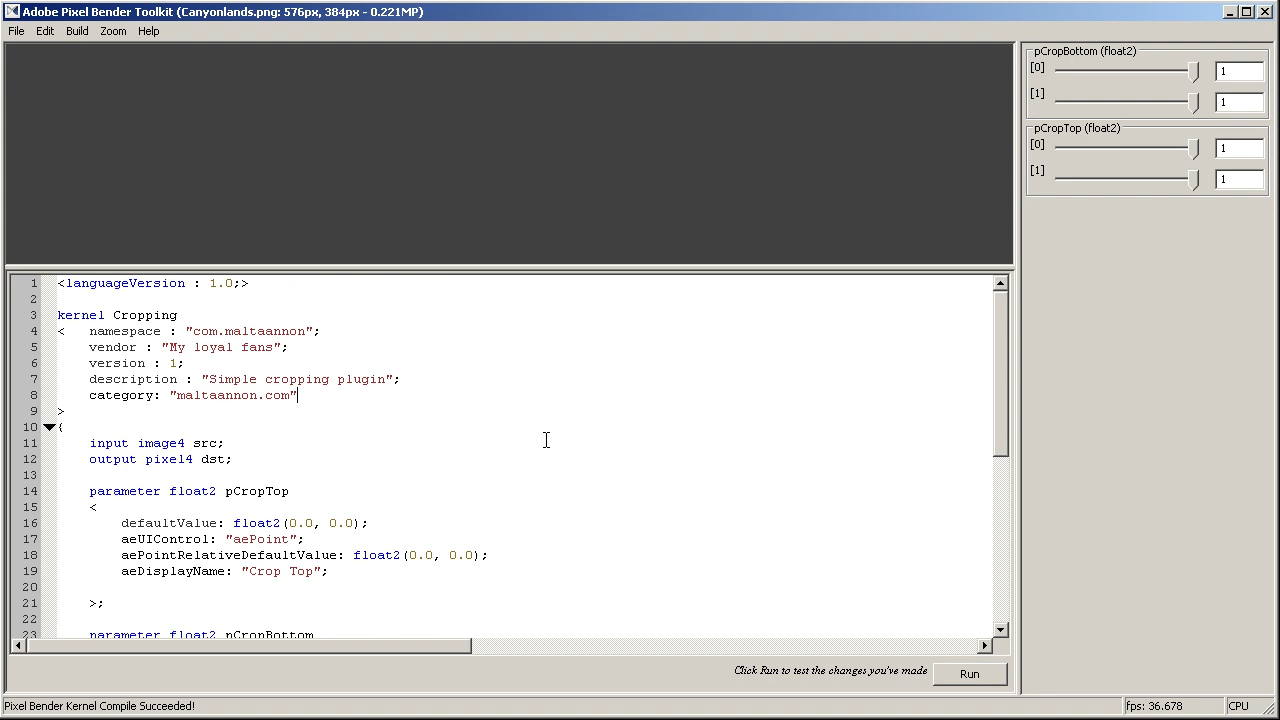 Adobe Pixel Bender Toolkit (Canyonlands.png: 576px, 384px - 0.221MP)
File Edit Build Zoom Help
pCropBottom (float2)
[0] 1
[1] 1
pCropTop (float2)
[0] 1
[1] 1
1 <languageVersion : 1.0;>
2
3 kernel Cropping
4 < namespace : "com.maltaannon";
5 vendor : "My loyal fans";
6 version : 1;
7 description : "Simple cropping plugin";
8 category: "maltaannon.com"
9 >
10 {
11 input image4 src;
12 output pixel4 dst;
13
14 parameter float2 pCropTop
15 <
16 defaultValue: float2(0.0, 0.0);
17 aeUIControl: "aePoint";
18 aePointRelativeDefaultValue: float2(0.0, 0.0);
19 aeDisplayName: "Crop Top";
20
21 >;
22
23 parameter float2 pCropBottom
Click Run to test the changes you've made Run
Pixel Bender Kernel Compile Succeeded! fps: 36.678 CPU